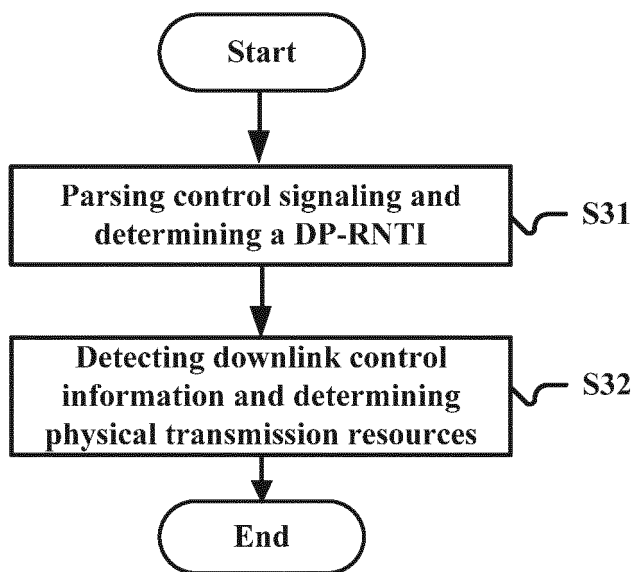 Start
Parsing control signaling and
determining a DP-RNTI
S31
Detecting downlink control
information and determining
physical transmission resources
S32
End